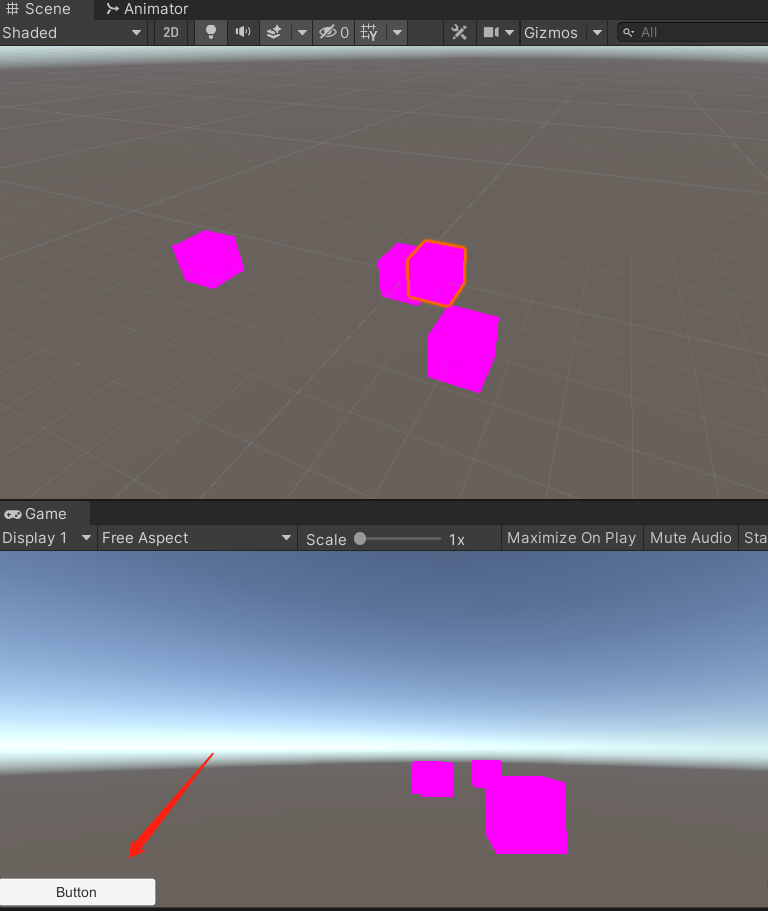 Scene Animator
Shaded 2D 0 Gizmos All
Game
Display 1 Free Aspect Scale 1x Maximize On Play Mute Audio Sta
Button